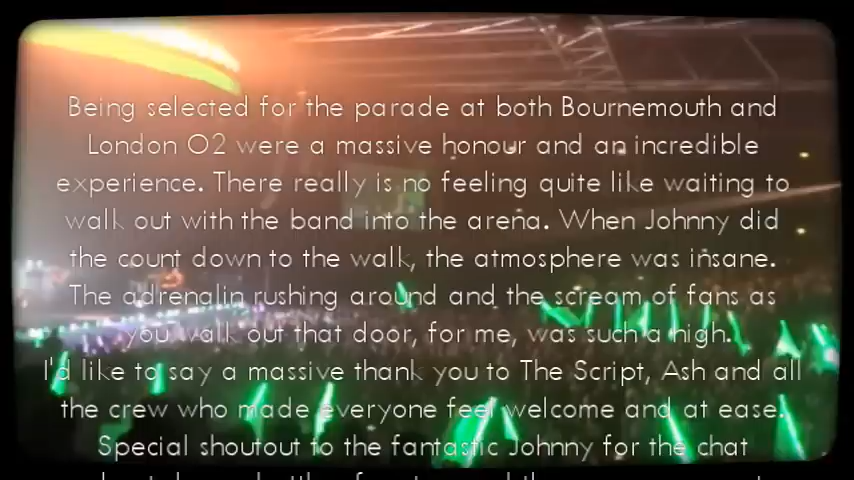 Being selected for the parade at both Bournemouth and
London O2 were a massive honour and an incredible
experience. There really is no feeling quite like waiting to
walk out with the band into the arena. When Johnny did
the count down to the walk, the atmosphere was insane.
The adrenalin rushing around and the scream of fans as
you walk out that door, for me, was such a high.
I'd like to say a massive thank you to The Script, Ash and all
the crew who made everyone feel welcome and at ease.
Special shoutout to the fantastic Johnny for the chat